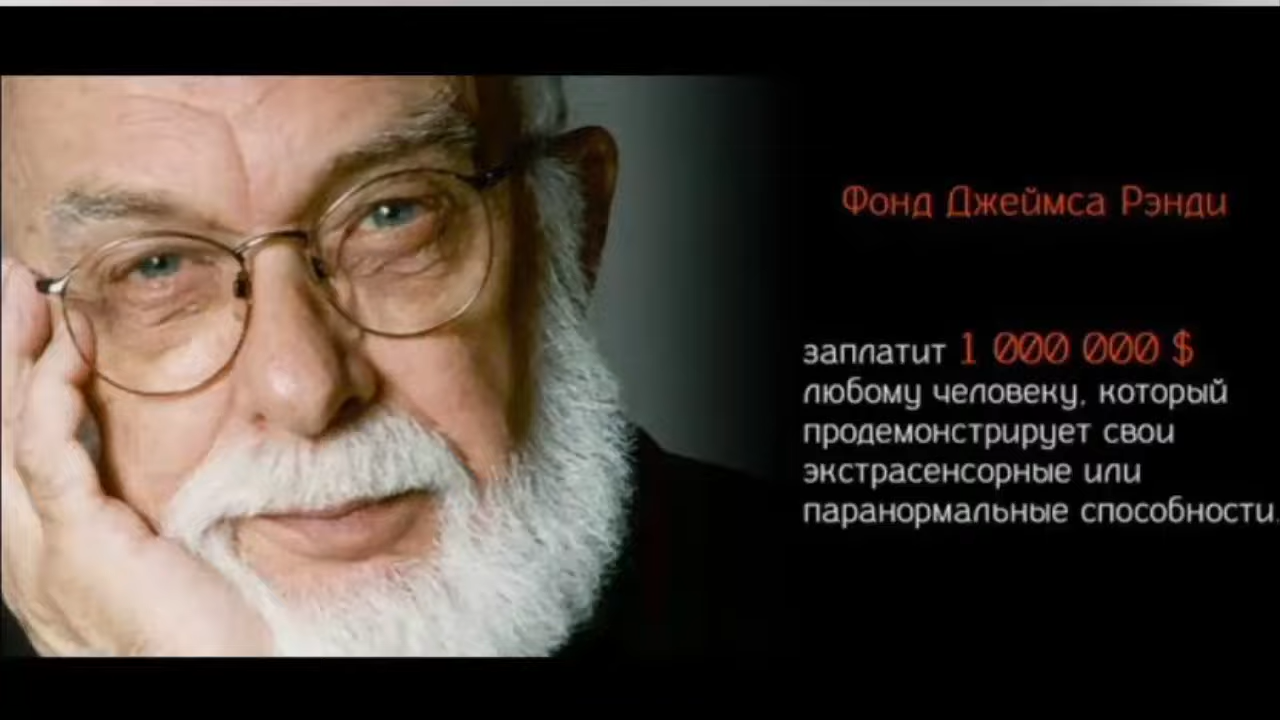 Фонд Джеймса Рэнди
заплатит 1 000 000 $
любому человеку, который
продемонстрирует свои
экстрасенсорные или
паранормальные способности.